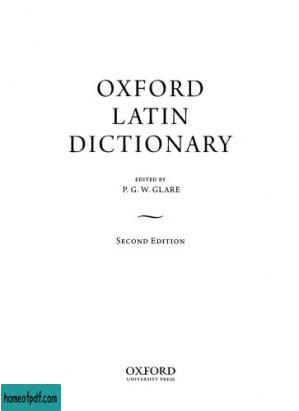 OXFORD
LATIN
DICTIONARY
EDITED BY
P. G. W. GLARE
SECOND EDITION
OXFORD
UNIVERSITY PRESS
homeofpdf.com